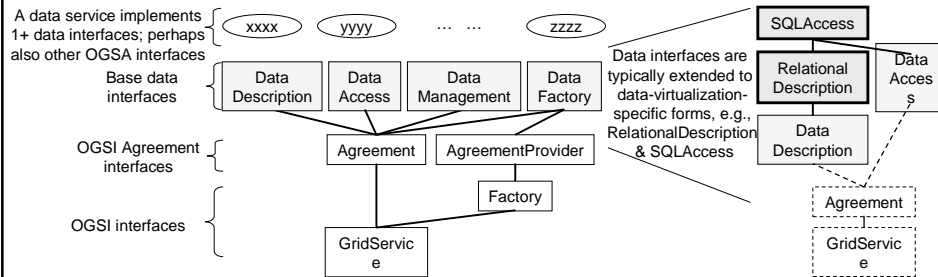 A data service implements
1+ data interfaces; perhaps
also other OGSA interfaces
xxxx
yyyy
... ...
zzzz
Base data
interfaces
Data
Description
Data
Access
Data
Management
Data
Factory
OGSI Agreement
interfaces
Agreement
AgreementProvider
Factory
OGSI interfaces
GridServic
e
Data interfaces are
typically extended to
data-virtualization-
specific forms, e.g.,
RelationalDescription
& SQLAccess
SQLAccess
Relational
Description
Data
Acces
s
Data
Description
Agreement
GridServic
e